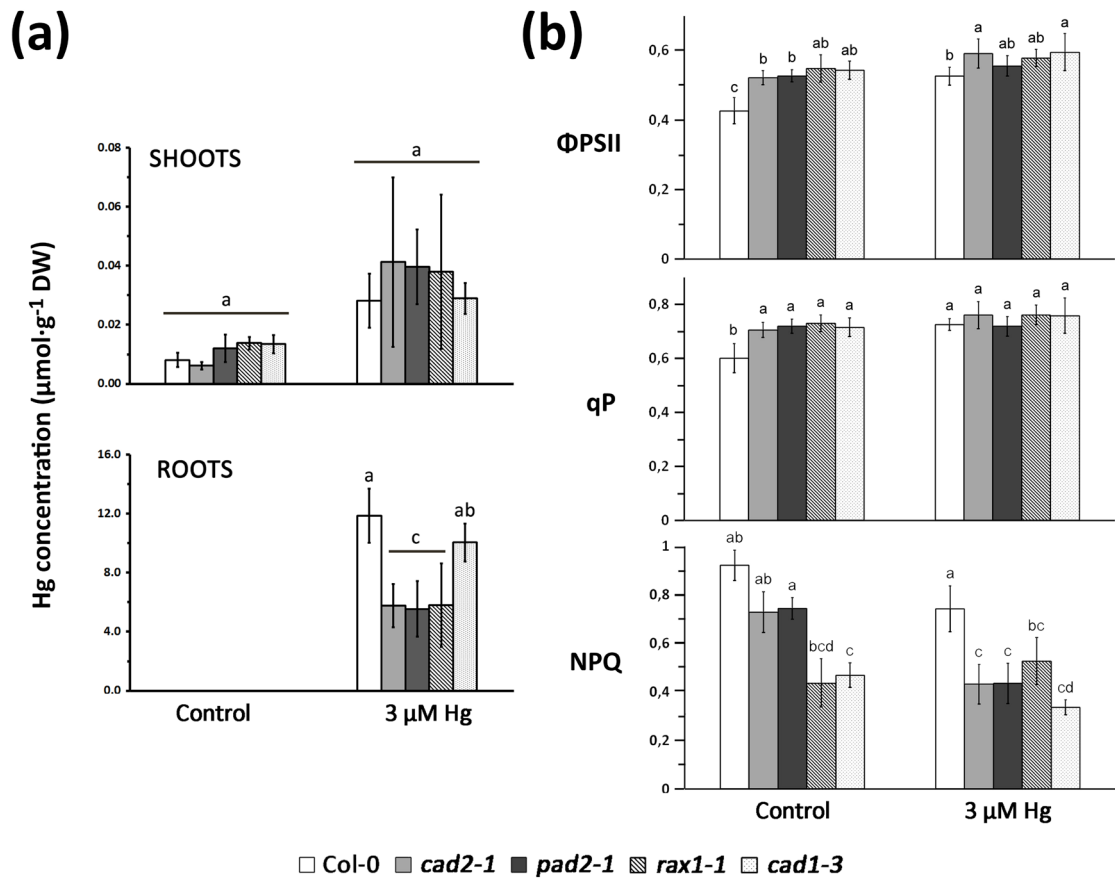 (a)
SHOOTS
Hg concentration (µmol·g⁻¹ DW)
0.08
0.06
0.04
0.02
0.00
a
a
ROOTS
16.0
12.0
8.0
4.0
0.0
a
c
ab
Control 3 µM Hg
(b)
ΦPSII
0,6
0,4
0,2
0
c b b ab ab
b a ab ab a
qP
0,8
0,6
0,4
0,2
0
b a a a a
a a a a a
NPQ
1
0,8
0,6
0,4
0,2
0
ab ab a bcd c
a c c bc cd
Control 3 µM Hg
Col-0 cad2-1 pad2-1 rax1-1 cad1-3